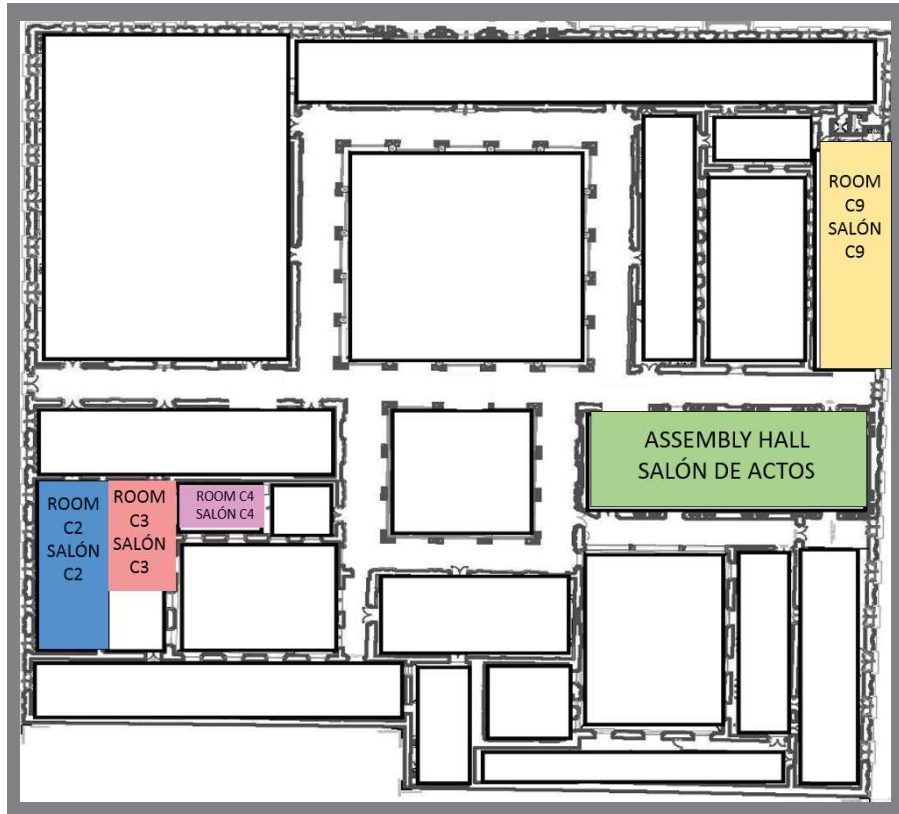 ROOM
C9
SALÓN
C9
ASSEMBLY HALL
SALÓN DE ACTOS
ROOM
C2
SALÓN
C2
ROOM
C3
SALÓN
C3
ROOM C4
SALÓN C4